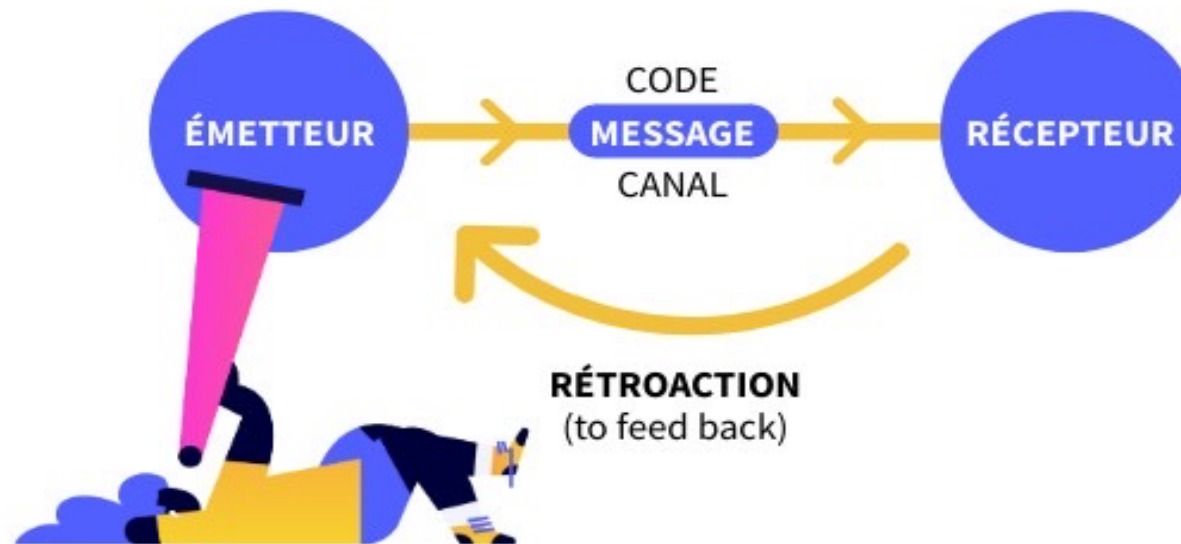 CODE
ÉMETTEUR
MESSAGE
RÉCEPTEUR
CANAL
RÉTROACTION
(to feed back)